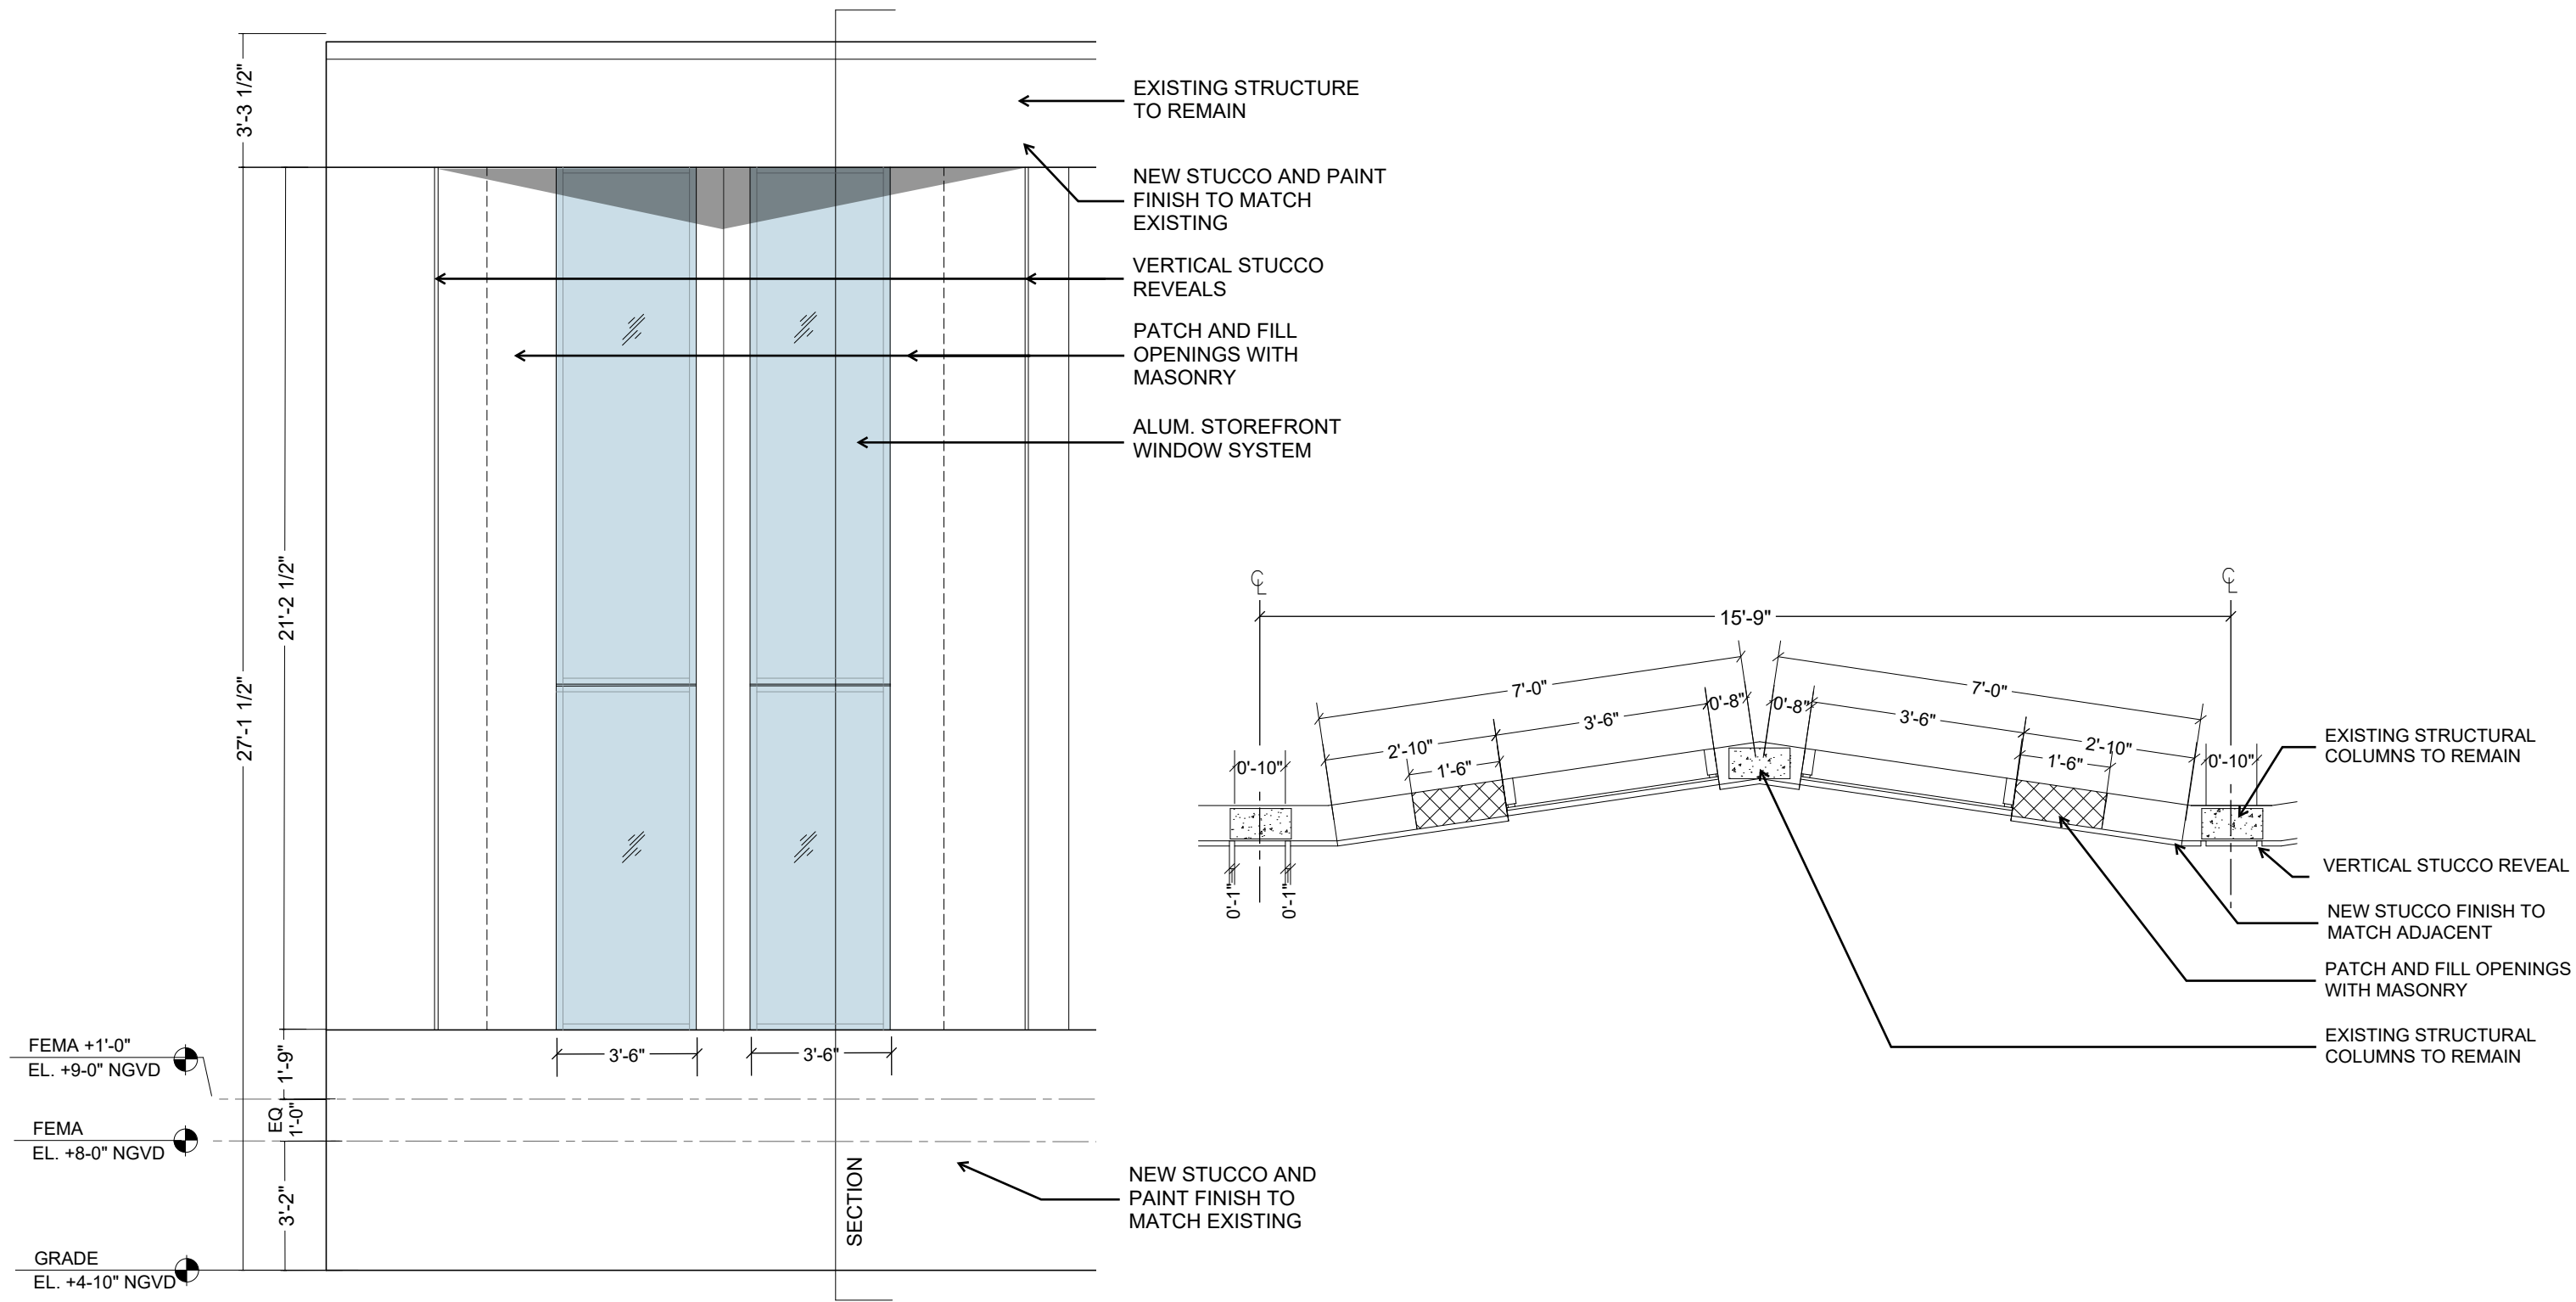 3'-3 1/2"
27'-1 1/2"
21'-2 1/2"
1'-9"
EQ
1'-0"
3'-2"
FEMA +1'-0"
EL. +9-0" NGVD
FEMA
EL. +8-0" NGVD
GRADE
EL. +4-10" NGVD
3'-6"
3'-6"
SECTION
EXISTING STRUCTURE
TO REMAIN
NEW STUCCO AND PAINT
FINISH TO MATCH
EXISTING
VERTICAL STUCCO
REVEALS
PATCH AND FILL
OPENINGS WITH
MASONRY
ALUM. STOREFRONT
WINDOW SYSTEM
NEW STUCCO AND
PAINT FINISH TO
MATCH EXISTING
CL
CL
15'-9"
7'-0"
7'-0"
0'-8"
0'-8"
3'-6"
3'-6"
2'-10"
2'-10"
1'-6"
1'-6"
0'-10"
0'-10"
0'-1"
0'-1"
EXISTING STRUCTURAL
COLUMNS TO REMAIN
VERTICAL STUCCO REVEAL
NEW STUCCO FINISH TO
MATCH ADJACENT
PATCH AND FILL OPENINGS
WITH MASONRY
EXISTING STRUCTURAL
COLUMNS TO REMAIN